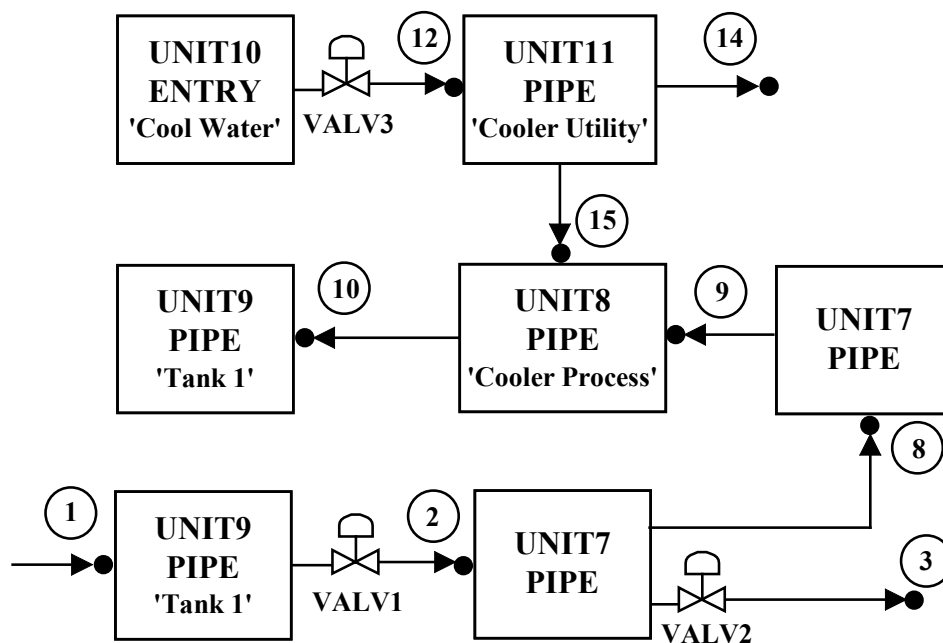 UNIT10
ENTRY
'Cool Water'
VALV3
12
UNIT11
PIPE
'Cooler Utility'
14
15
UNIT9
PIPE
'Tank 1'
10
UNIT8
PIPE
'Cooler Process'
9
UNIT7
PIPE
8
1
UNIT9
PIPE
'Tank 1'
VALV1
2
UNIT7
PIPE
VALV2
3